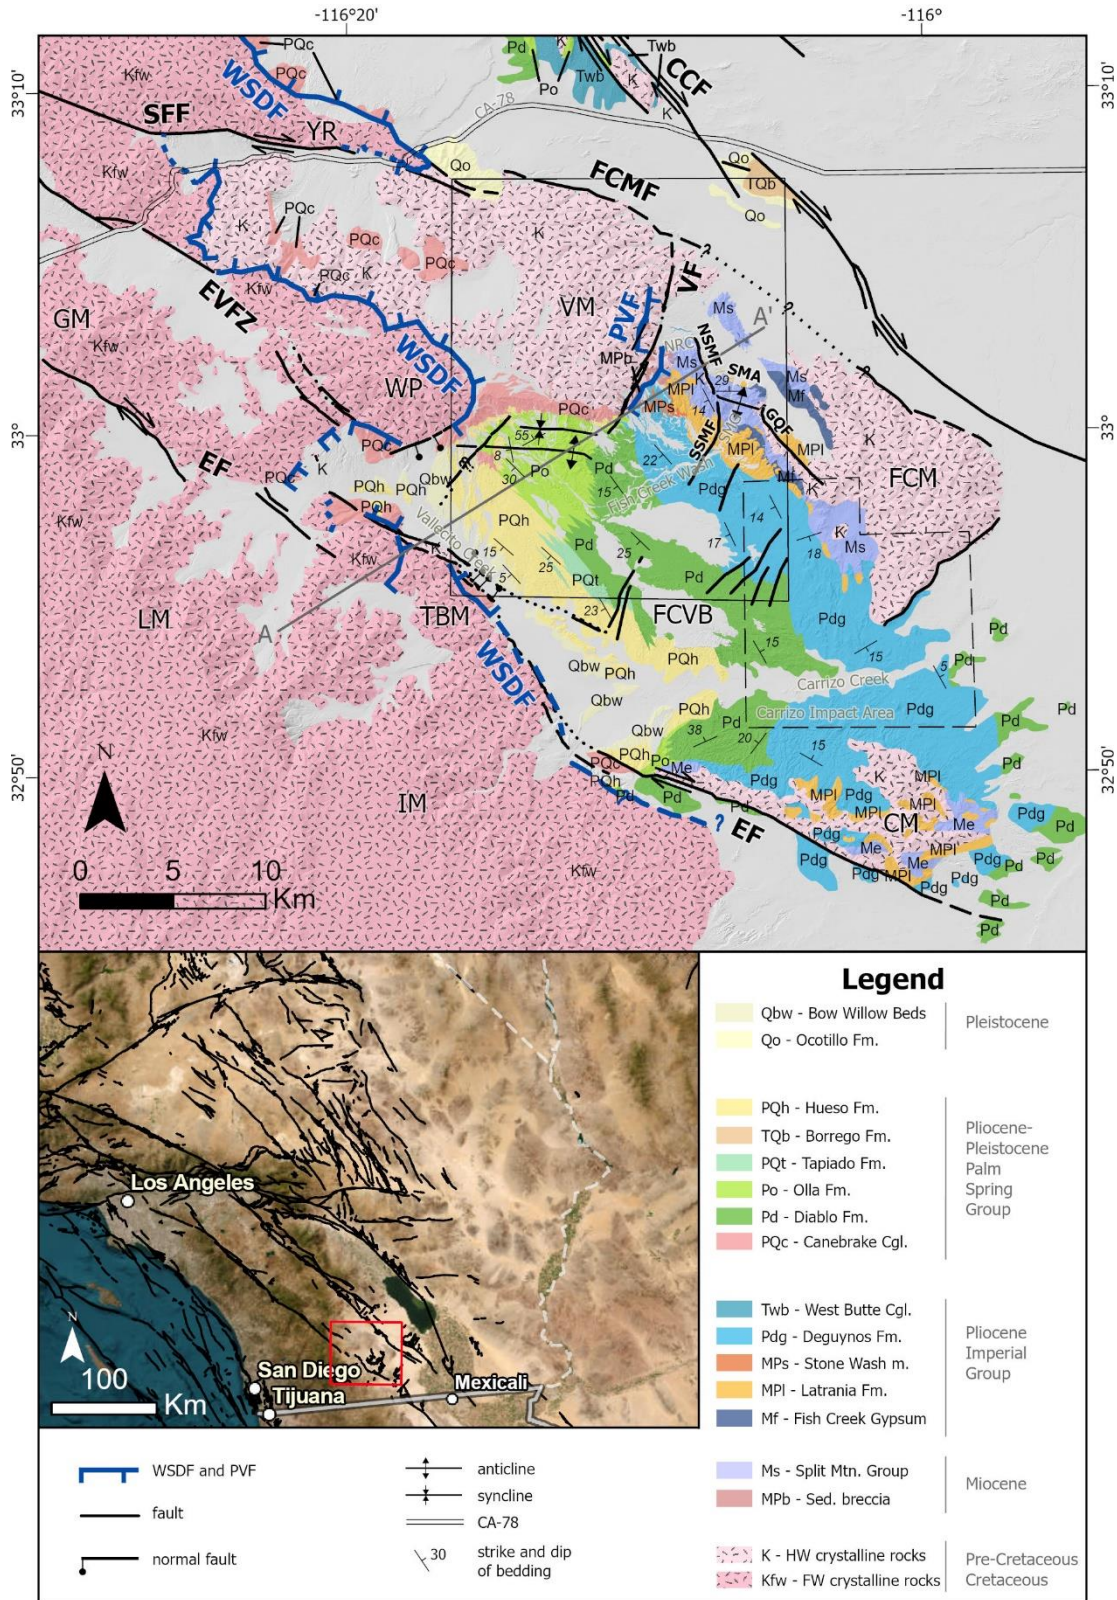 -116°20'
-116°
33°10'
33°10'
33°
33°
32°50'
32°50'
PQc
Kfw
PQc
WSDF
SFF
YR
CA-78
Pd
K
Twb
Po
Twb
K
CCF
K
Qo
Qo
TQb
Qo
FCMF
Kfw
PQc
K
PQc
PQc
K
PQc
Kfw
K
EVFZ
GM
Kfw
VM
VF
PVF
?
?
?
A'
Ms
WSDF
WP
NRC
NSMF
MPb
Ms
K
SMA
29
Ms
Mf
MPl
14
MPs
PQc
GQF
SMG
SSMF
MPl
MPl
K
FCM
PQc
55
8
Po
30
Pd
22
15
Fish Creek Wash
Pdg
Mf
K
EF
K
PQc
Qbw
?
PQh
PQh
PQh
PQh
Vallecito Creek
Kfw
Kfw
K
15
5
25
PQt
Pd
25
17
14
18
K
Ms
LM
A
TBM
23
FCVB
Pd
Pdg
Pd
WSDF
Qbw
PQh
PQh
15
15
5
Pd
Carrizo Creek
Qbw
Kfw
PQh
Qbw
Pd
Carrizo Impact Area
Pdg
Pd
Pd
38
20
15
PQh
Po
Me
PQc
PQh
Pd
Pd
Pd
Pdg
K
MPl
MPl
Pdg
MPl
MPl
CM
Me
Pd
Pdg
Pd
Pdg
Me
MPl
Me
Pdg
Pd
Pd
Pdg
Pdg
MPl
Pdg
Pdg
Pd
Pd
IM
?
EF
Kfw
N
0 5 10
Km
Los Angeles
San Diego
Tijuana
Mexicali
N
100
Km
Legend
Qbw - Bow Willow Beds
Qo - Ocotillo Fm.
Pleistocene
PQh - Hueso Fm.
TQb - Borrego Fm.
PQt - Tapiado Fm.
Po - Olla Fm.
Pd - Diablo Fm.
PQc - Canebrake Cgl.
Pliocene-
Pleistocene
Palm
Spring
Group
Twb - West Butte Cgl.
Pdg - Deguynos Fm.
MPs - Stone Wash m.
MPl - Latrania Fm.
Mf - Fish Creek Gypsum
Pliocene
Imperial
Group
Ms - Split Mtn. Group
MPb - Sed. breccia
Miocene
K - HW crystalline rocks
Kfw - FW crystalline rocks
Pre-Cretaceous
Cretaceous
WSDF and PVF
fault
normal fault
anticline
syncline
CA-78
30
strike and dip
of bedding